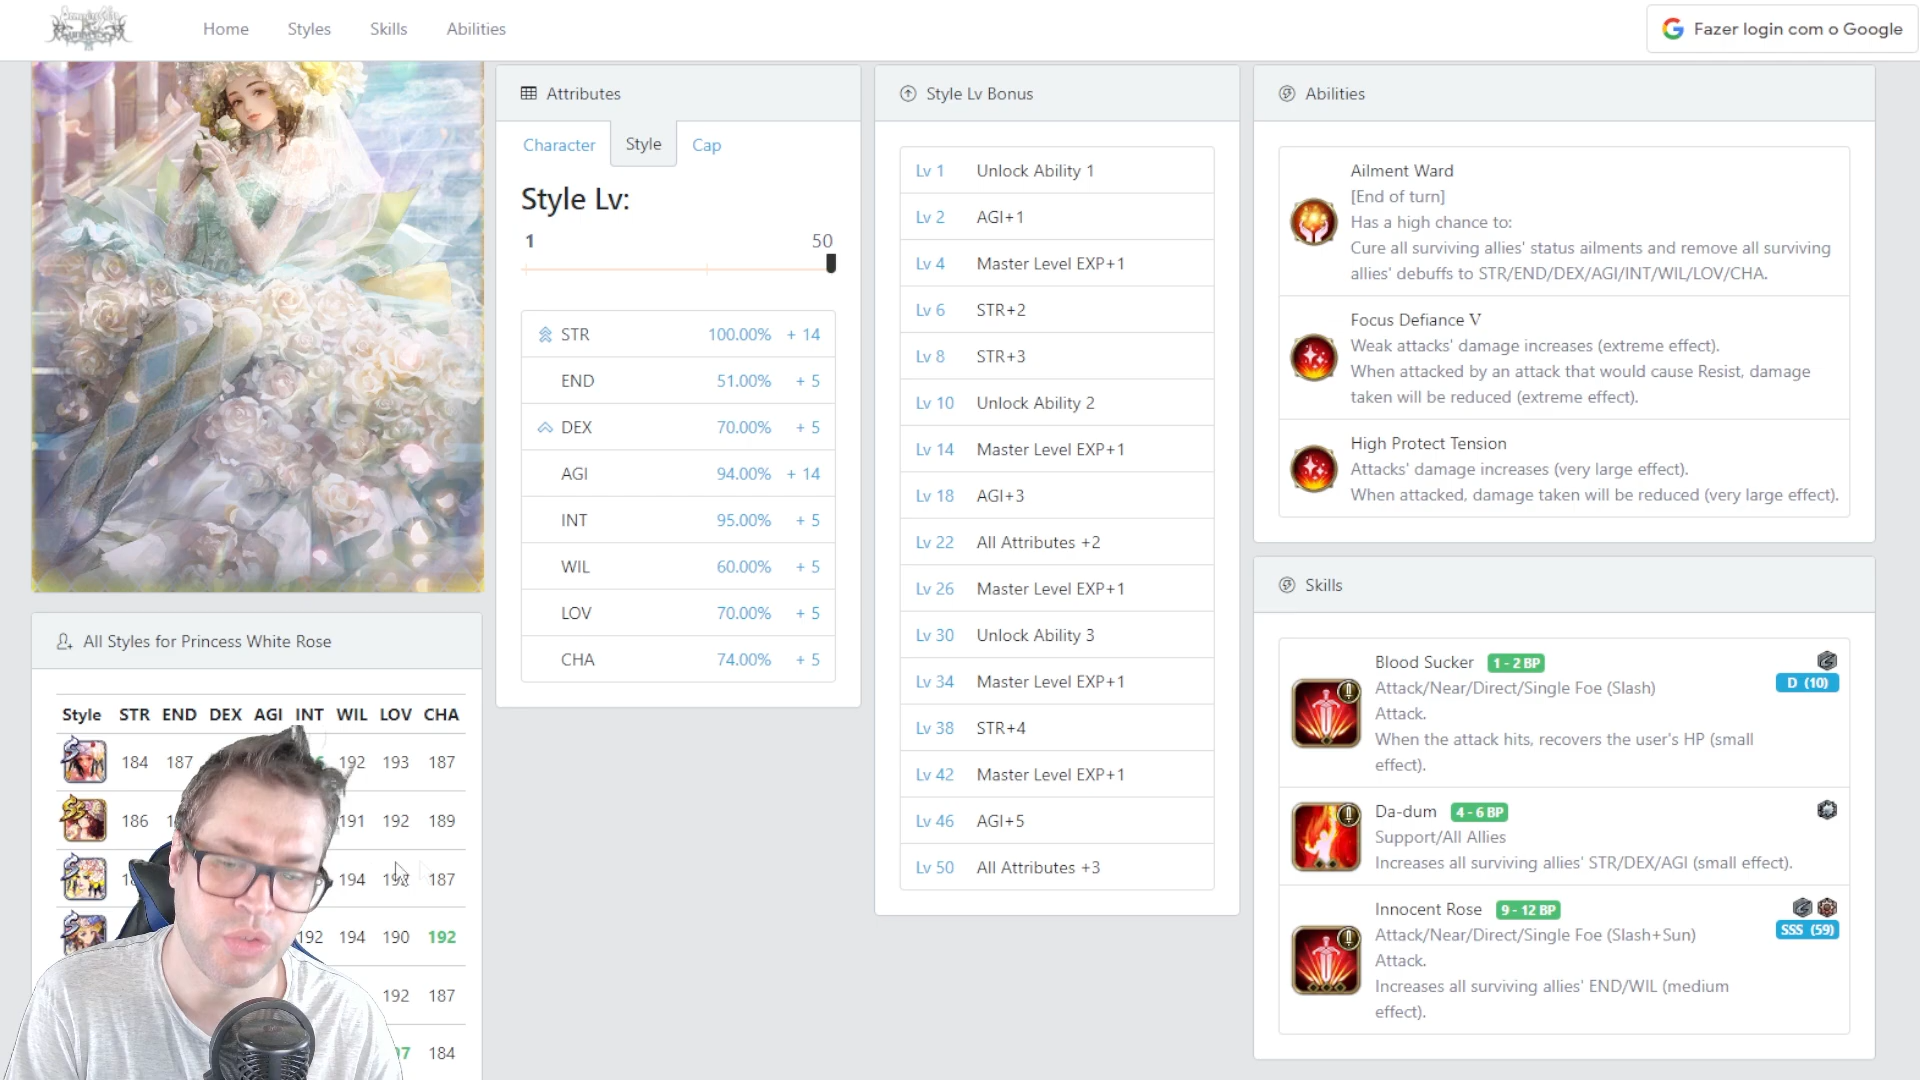 Home
Styles
Skills
Abilities
Fazer login com o Google
Attributes
Character
Style
Cap
Style Lv:
1
50
STR 100.00% + 14
END 51.00% + 5
DEX 70.00% + 5
AGI 94.00% + 14
INT 95.00% + 5
WIL 60.00% + 5
LOV 70.00% + 5
CHA 74.00% + 5
Style Lv Bonus
Lv 1 Unlock Ability 1
Lv 2 AGI+1
Lv 4 Master Level EXP+1
Lv 6 STR+2
Lv 8 STR+3
Lv 10 Unlock Ability 2
Lv 14 Master Level EXP+1
Lv 18 AGI+3
Lv 22 All Attributes +2
Lv 26 Master Level EXP+1
Lv 30 Unlock Ability 3
Lv 34 Master Level EXP+1
Lv 38 STR+4
Lv 42 Master Level EXP+1
Lv 46 AGI+5
Lv 50 All Attributes +3
Abilities
Ailment Ward
[End of turn]
Has a high chance to:
Cure all surviving allies' status ailments and remove all surviving
allies' debuffs to STR/END/DEX/AGI/INT/WIL/LOV/CHA.
Focus Defiance V
Weak attacks' damage increases (extreme effect).
When attacked by an attack that would cause Resist, damage
taken will be reduced (extreme effect).
High Protect Tension
Attacks' damage increases (very large effect).
When attacked, damage taken will be reduced (very large effect).
Skills
Blood Sucker 1 - 2 BP
D (10)
Attack/Near/Direct/Single Foe (Slash)
Attack.
When the attack hits, recovers the user's HP (small
effect).
Da-dum 4 - 6 BP
Support/All Allies
Increases all surviving allies' STR/DEX/AGI (small effect).
Innocent Rose 9 - 12 BP
SSS (59)
Attack/Near/Direct/Single Foe (Slash+Sun)
Attack.
Increases all surviving allies' END/WIL (medium
effect).
All Styles for Princess White Rose
Style STR END DEX AGI INT WIL LOV CHA
S 184 187 192 193 187
SS 186 191 192 189
S 194 187
S 192 194 190 192
192 187
184